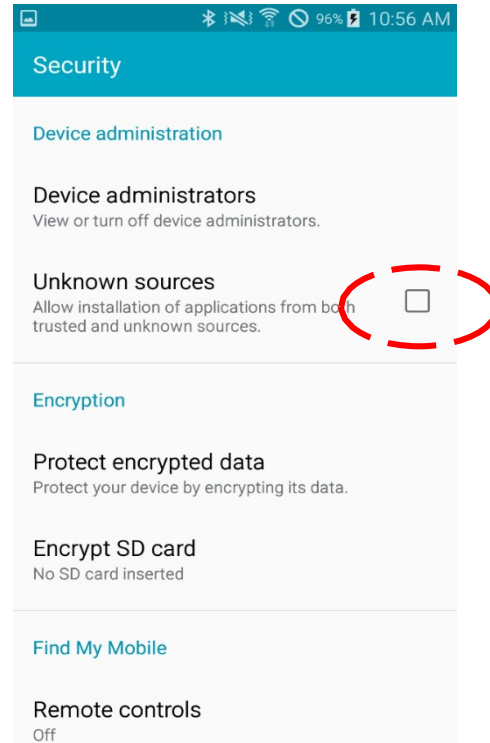 96% 10:56 AM
Security
Device administration
Device administrators
View or turn off device administrators.
Unknown sources
Allow installation of applications from both
trusted and unknown sources.
Encryption
Protect encrypted data
Protect your device by encrypting its data.
Encrypt SD card
No SD card inserted
Find My Mobile
Remote controls
Off